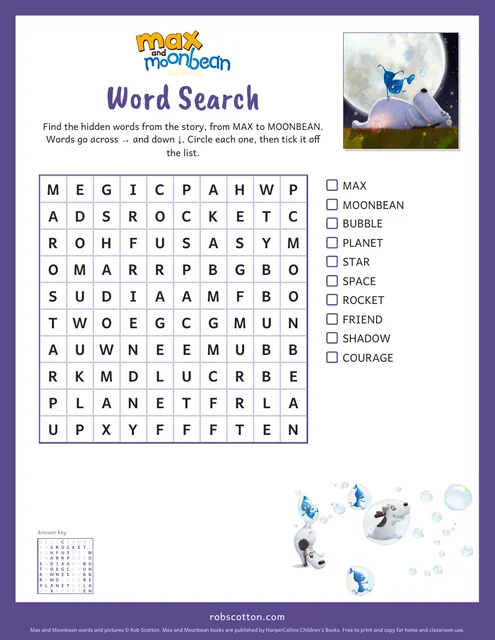 max
and
moonbean
Word Search
Find the hidden words from the story, from MAX to MOONBEAN.
Words go across → and down ↓. Circle each one, then tick it off
the list.
M E G I C P A H W P
A D S R O C K E T C
R O H F U S A S Y M
O M A R R P B G B O
S U D I A A M F B O
T W O E G C G M U N
A U W N E E M U B B
R K M D L U C R B E
P L A N E T F R L A
U P X Y F F F T E N
MAX
MOONBEAN
BUBBLE
PLANET
STAR
SPACE
ROCKET
FRIEND
SHADOW
COURAGE
Answer key
robscotton.com
Max and Moonbean words and pictures © Rob Scotton. Max and Moonbean books are published by HarperCollins Children's Books. Free to print and copy for home and classroom use.